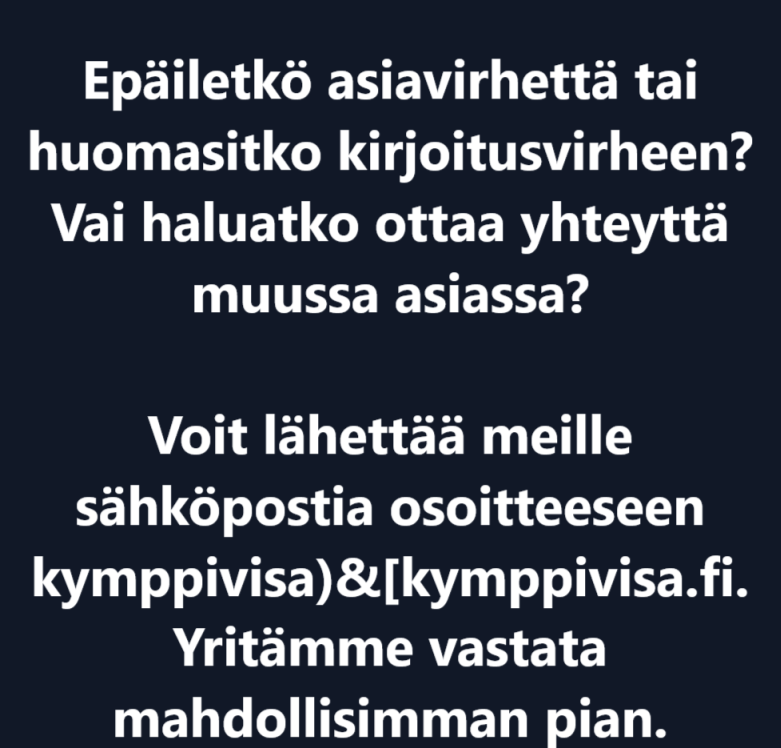 Epäiletkö asiavirhettä tai
huomasitko kirjoitusvirheen?
Vai haluatko ottaa yhteyttä
muussa asiassa?
Voit lähettää meille
sähköpostia osoitteeseen
kymppivisa)&[kymppivisa.fi.
Yritämme vastata
mahdollisimman pian.